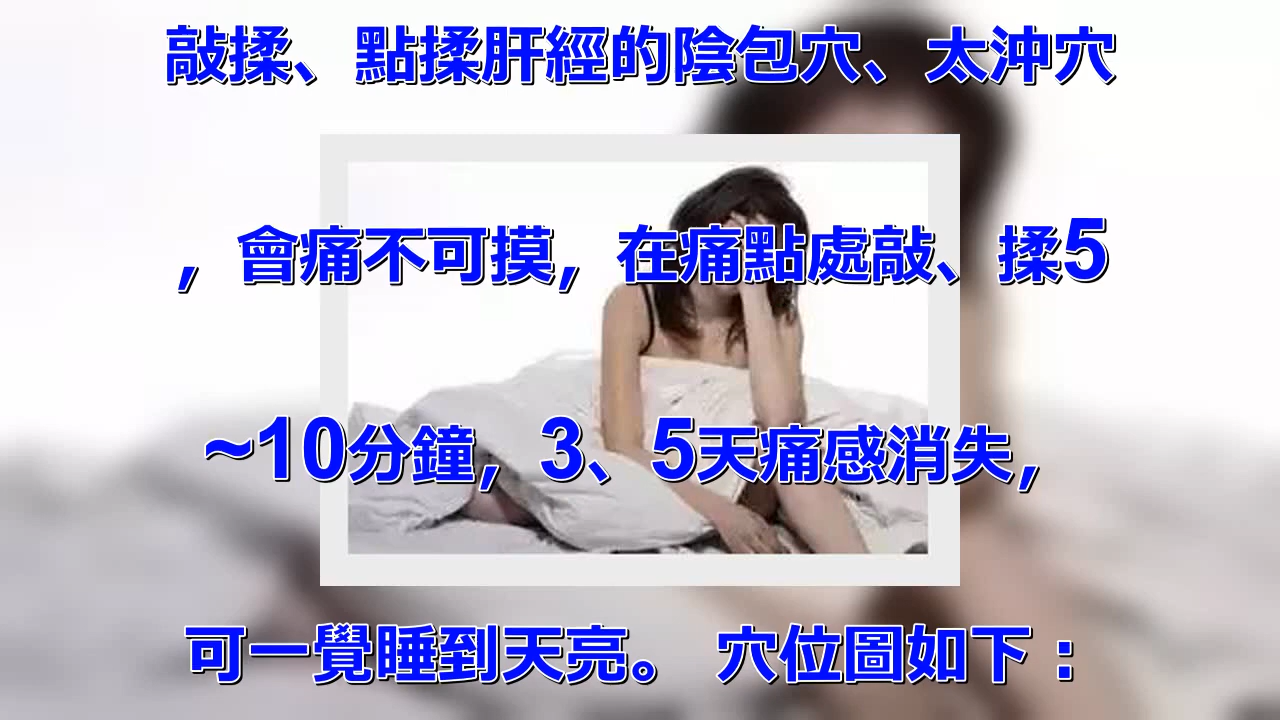 敲揉、點揉肝經的陰包穴、太沖穴
，會痛不可摸，在痛點處敲、揉5
~10分鐘，3、5天痛感消失，
可一覺睡到天亮。 穴位圖如下：